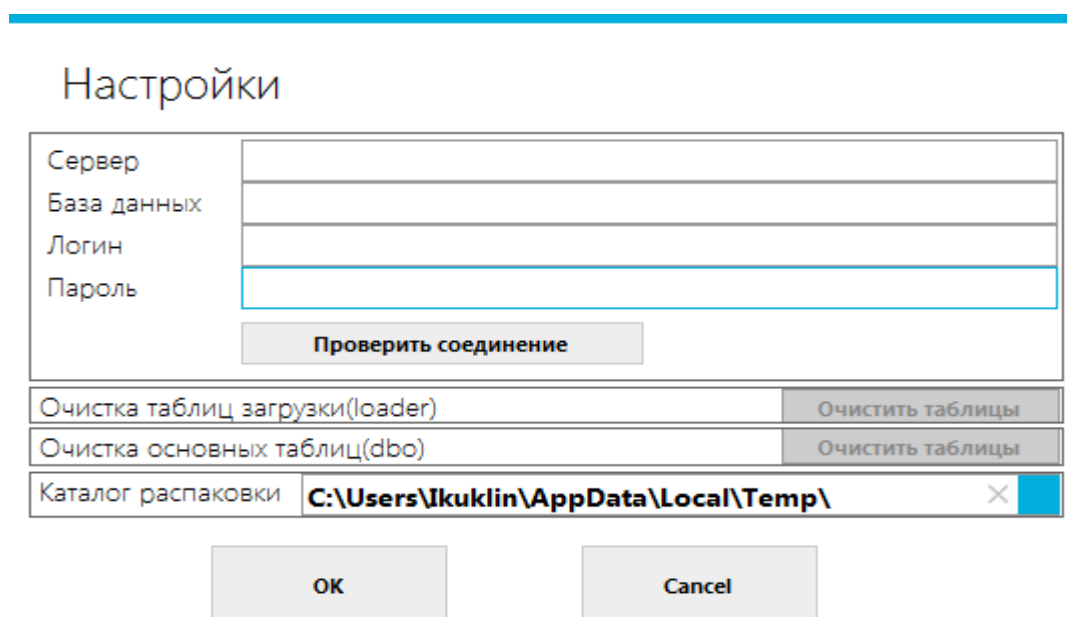 Настройки
Сервер
База данных
Логин
Пароль
Проверить соединение
Очистка таблиц загрузки(loader) Очистить таблицы
Очистка основных таблиц(dbo) Очистить таблицы
Каталог распаковки C:\Users\Ikuklin\AppData\Local\Temp\
OK Cancel